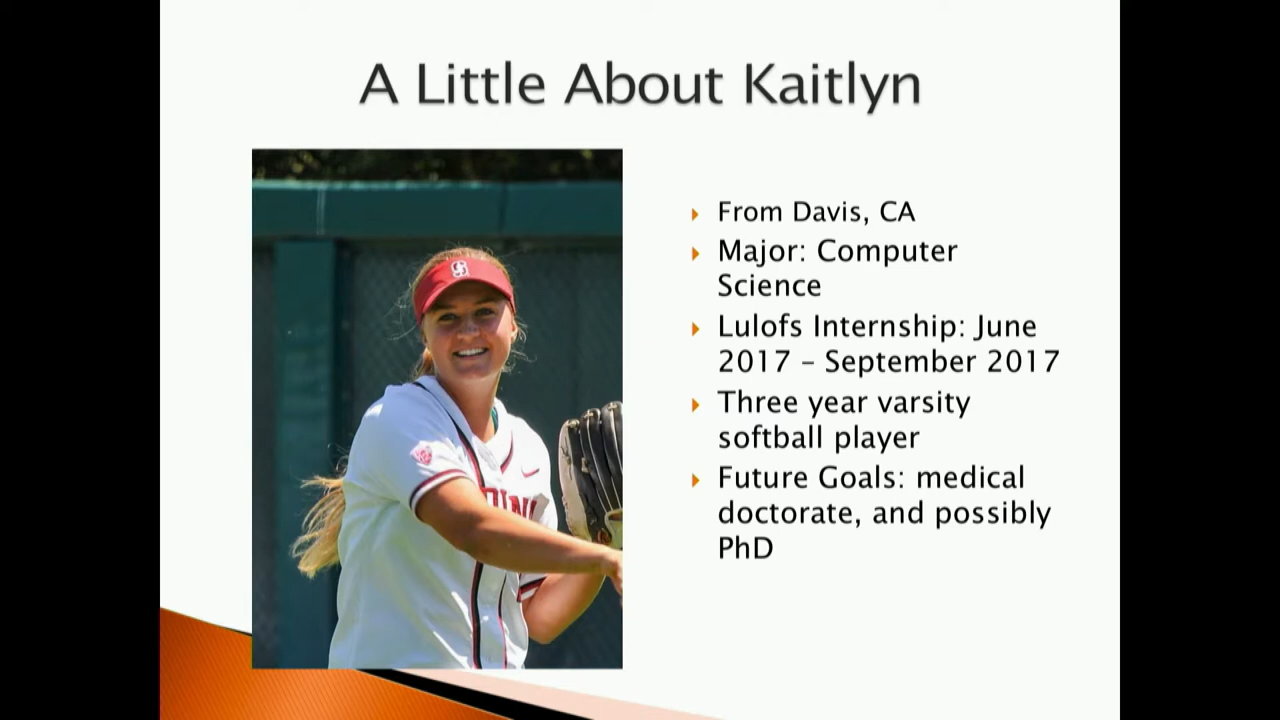 A Little About Kaitlyn
From Davis, CA
Major: Computer
Science
Lulofs Internship: June
2017 – September 2017
Three year varsity
softball player
Future Goals: medical
doctorate, and possibly
PhD
S